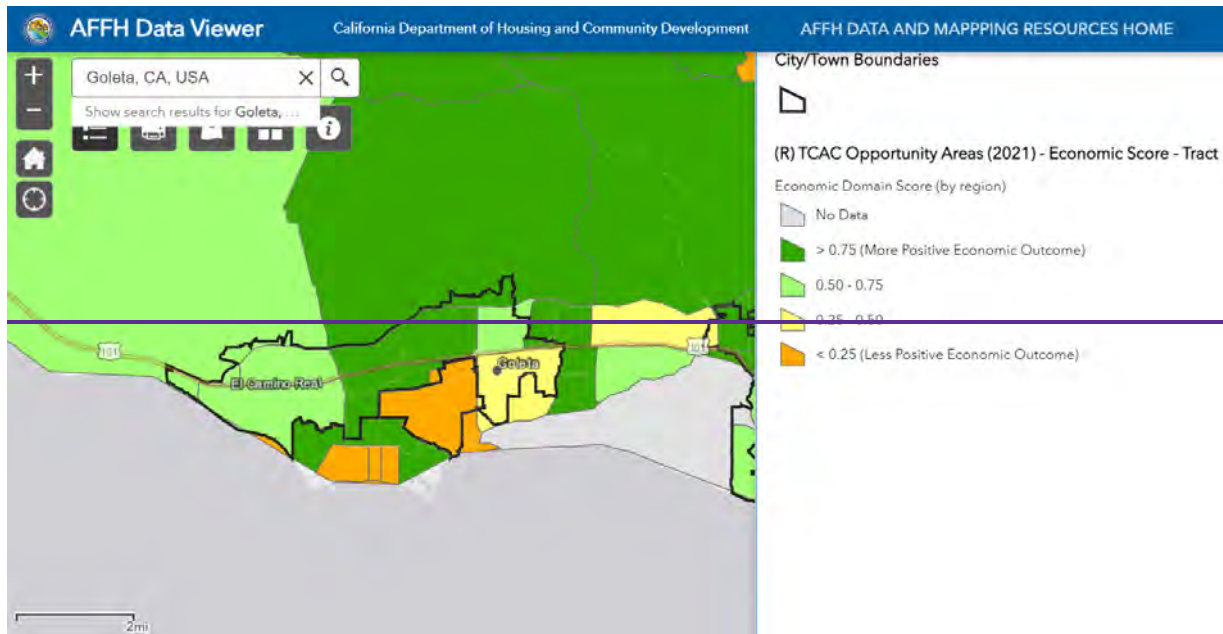 AFFH Data Viewer
California Department of Housing and Community Development
AFFH DATA AND MAPPPING RESOURCES HOME
Goleta, CA, USA
Show search results for Goleta, ...
City/Town Boundaries
(R) TCAC Opportunity Areas (2021) - Economic Score - Tract
Economic Domain Score (by region)
No Data
> 0.75 (More Positive Economic Outcome)
0.50 - 0.75
0.25 - 0.50
< 0.25 (Less Positive Economic Outcome)
101
101
Goleta
El Camino Real
2mi